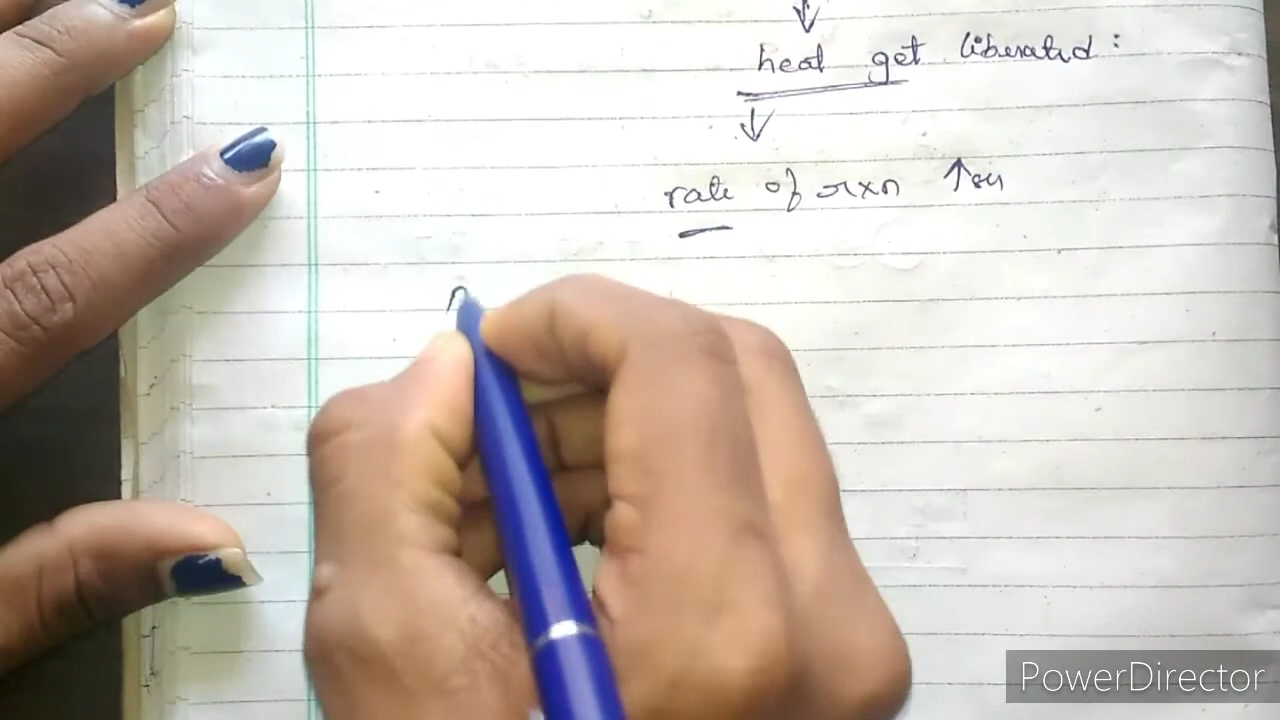 ↓
heat get liberated :
↓
rate of rxn ↑ses
PowerDirector